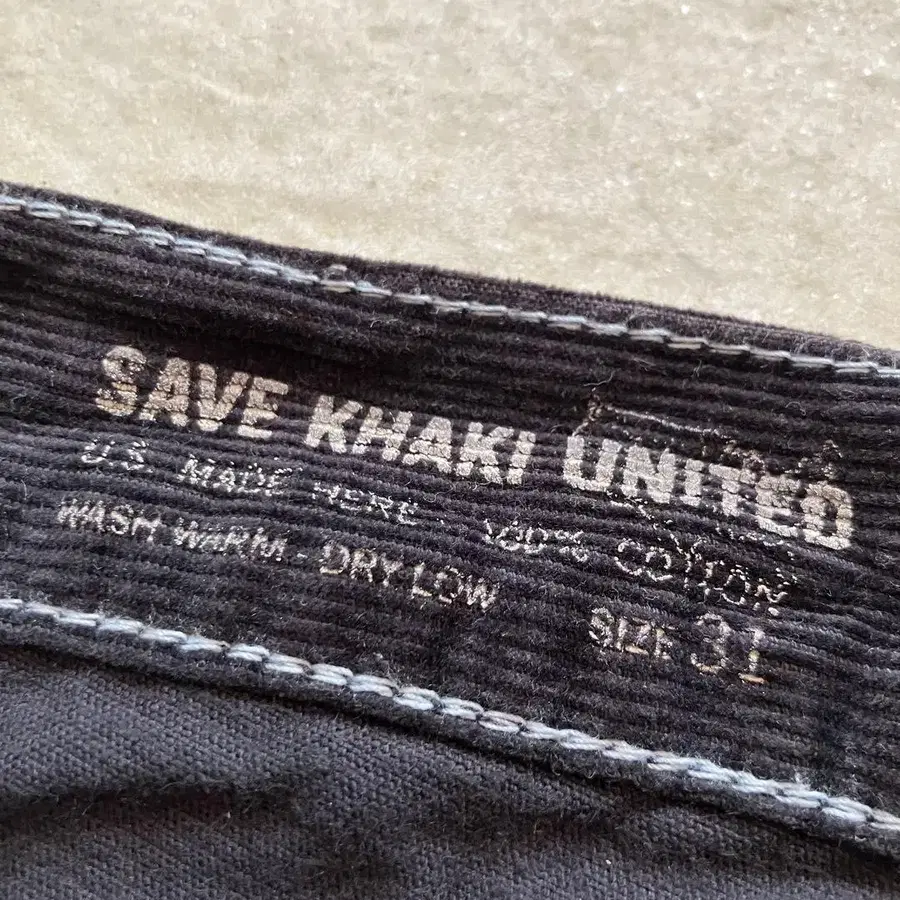 SAVE KHAKI UNITED
U.S. MADE HERE 100% COTTON
WASH WARM - DRY LOW
SIZE 31